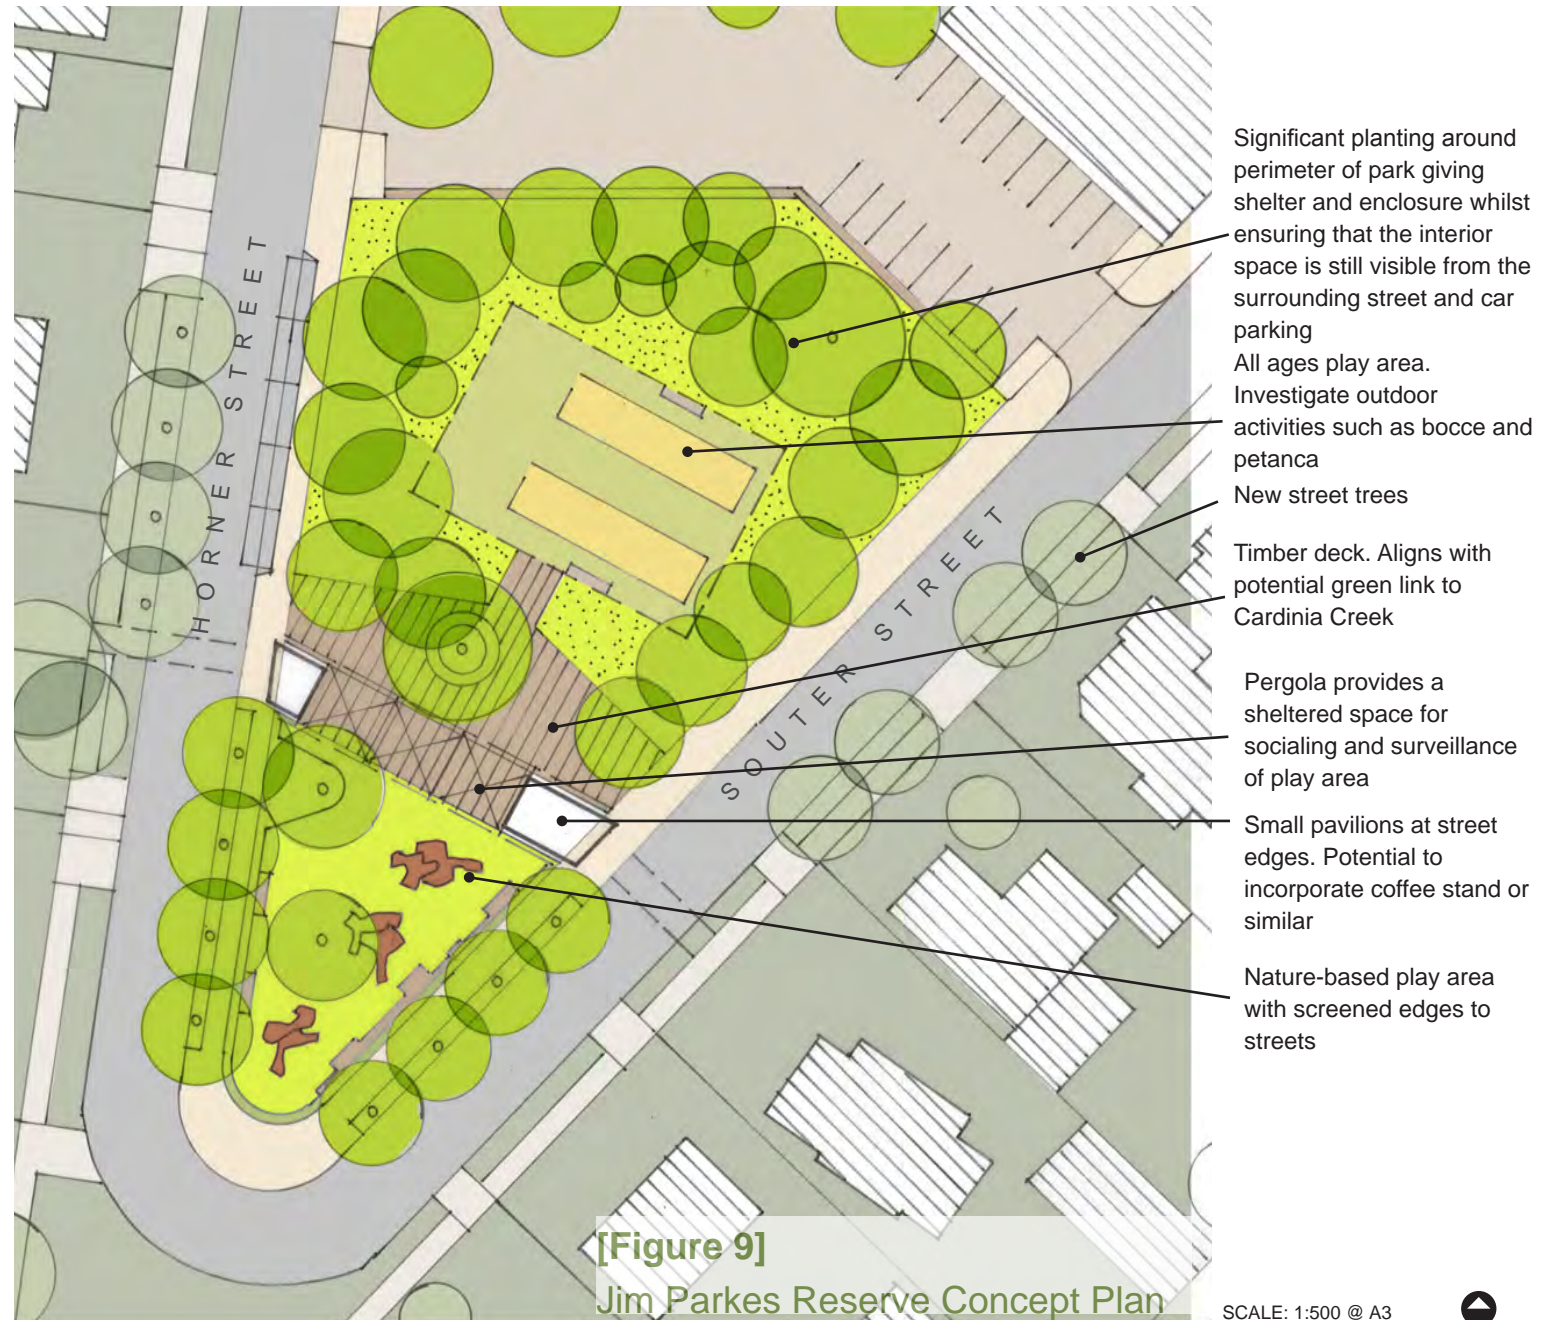 Significant planting around
perimeter of park giving
shelter and enclosure whilst
ensuring that the interior
space is still visible from the
surrounding street and car
parking
All ages play area.
Investigate outdoor
activities such as bocce and
petanca
New street trees
Timber deck. Aligns with
potential green link to
Cardinia Creek
Pergola provides a
sheltered space for
socialing and surveillance
of play area
Small pavilions at street
edges. Potential to
incorporate coffee stand or
similar
Nature-based play area
with screened edges to
streets
HORNER STREET
SOUTER STREET
[Figure 9]
Jim Parkes Reserve Concept Plan
SCALE: 1:500 @ A3